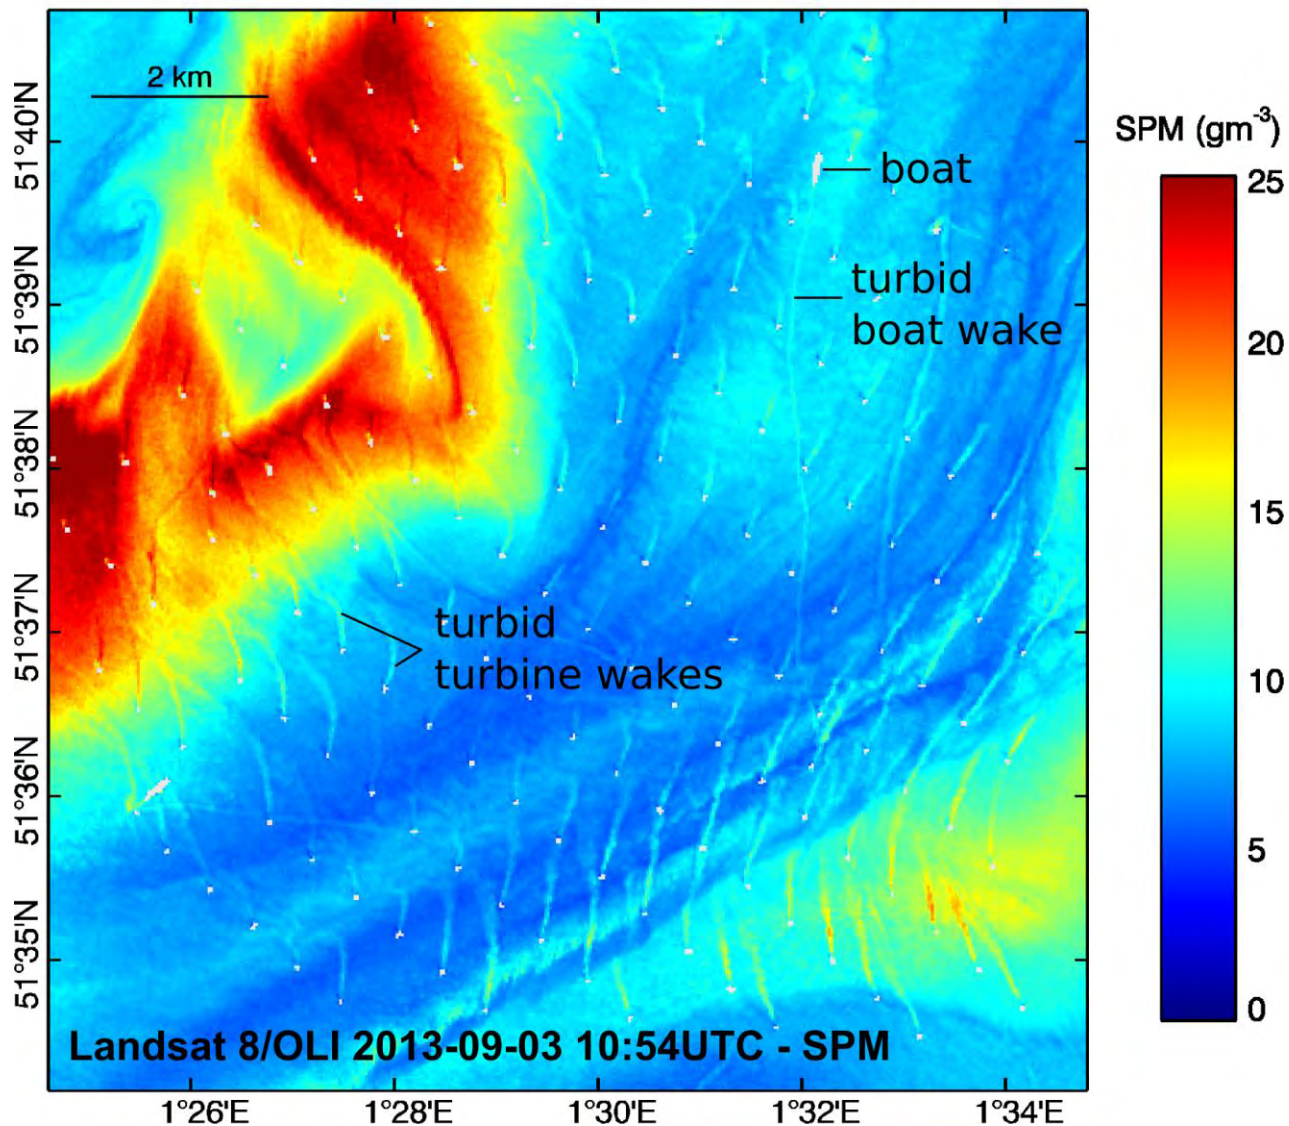 2 km
SPM (gm-3)
boat
turbid
boat wake
turbid
turbine wakes
Landsat 8/OLI 2013-09-03 10:54UTC - SPM
51°40'N
51°39'N
51°38'N
51°37'N
51°36'N
51°35'N
1°26'E 1°28'E 1°30'E 1°32'E 1°34'E
25
20
15
10
5
0